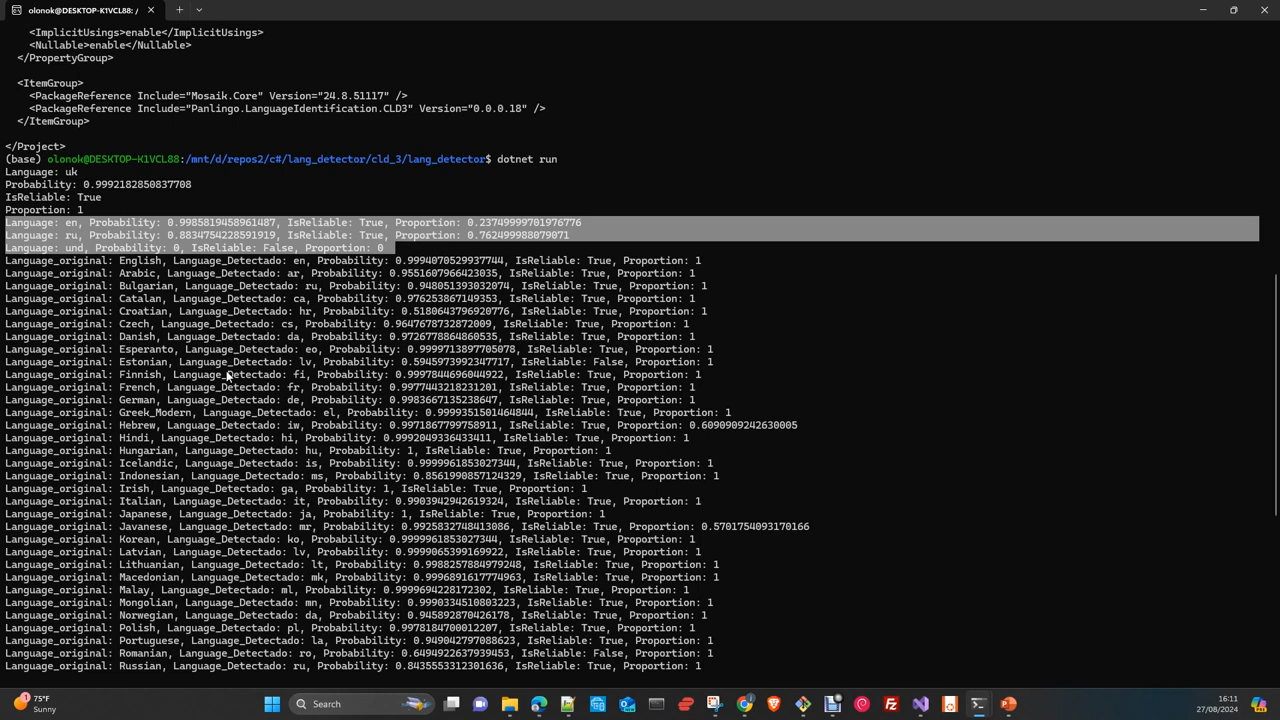 olonok@DESKTOP-K1VCL88: /
<ImplicitUsings>enable</ImplicitUsings>
<Nullable>enable</Nullable>
</PropertyGroup>
<ItemGroup>
<PackageReference Include="Mosaik.Core" Version="24.8.51117" />
<PackageReference Include="Panlingo.LanguageIdentification.CLD3" Version="0.0.0.18" />
</ItemGroup>
</Project>
(base) olonok@DESKTOP-K1VCL88:/mnt/d/repos2/c#/lang_detector/cld_3/lang_detector$ dotnet run
Language: uk
Probability: 0.9992182850837708
IsReliable: True
Proportion: 1
Language: en, Probability: 0.9985819458961487, IsReliable: True, Proportion: 0.23749999701976776
Language: ru, Probability: 0.8834754228591919, IsReliable: True, Proportion: 0.762499988079071
Language: und, Probability: 0, IsReliable: False, Proportion: 0
Language_original: English, Language_Detectado: en, Probability: 0.9994070529937744, IsReliable: True, Proportion: 1
Language_original: Arabic, Language_Detectado: ar, Probability: 0.9551607966423035, IsReliable: True, Proportion: 1
Language_original: Bulgarian, Language_Detectado: ru, Probability: 0.948051393032074, IsReliable: True, Proportion: 1
Language_original: Catalan, Language_Detectado: ca, Probability: 0.976253867149353, IsReliable: True, Proportion: 1
Language_original: Croatian, Language_Detectado: hr, Probability: 0.5180643796920776, IsReliable: True, Proportion: 1
Language_original: Czech, Language_Detectado: cs, Probability: 0.9647678732872009, IsReliable: True, Proportion: 1
Language_original: Danish, Language_Detectado: da, Probability: 0.9726778864860535, IsReliable: True, Proportion: 1
Language_original: Esperanto, Language_Detectado: eo, Probability: 0.9999713897705078, IsReliable: True, Proportion: 1
Language_original: Estonian, Language_Detectado: lv, Probability: 0.5945739923477717, IsReliable: False, Proportion: 1
Language_original: Finnish, Language_Detectado: fi, Probability: 0.9997844696044922, IsReliable: True, Proportion: 1
Language_original: French, Language_Detectado: fr, Probability: 0.9977443218231201, IsReliable: True, Proportion: 1
Language_original: German, Language_Detectado: de, Probability: 0.9983667135238647, IsReliable: True, Proportion: 1
Language_original: Greek_Modern, Language_Detectado: el, Probability: 0.9999351501464844, IsReliable: True, Proportion: 1
Language_original: Hebrew, Language_Detectado: iw, Probability: 0.9971867799758911, IsReliable: True, Proportion: 0.6090909242630005
Language_original: Hindi, Language_Detectado: hi, Probability: 0.9992049336433411, IsReliable: True, Proportion: 1
Language_original: Hungarian, Language_Detectado: hu, Probability: 1, IsReliable: True, Proportion: 1
Language_original: Icelandic, Language_Detectado: is, Probability: 0.9999961853027344, IsReliable: True, Proportion: 1
Language_original: Indonesian, Language_Detectado: ms, Probability: 0.8561990857124329, IsReliable: True, Proportion: 1
Language_original: Irish, Language_Detectado: ga, Probability: 1, IsReliable: True, Proportion: 1
Language_original: Italian, Language_Detectado: it, Probability: 0.9903942942619324, IsReliable: True, Proportion: 1
Language_original: Japanese, Language_Detectado: ja, Probability: 1, IsReliable: True, Proportion: 1
Language_original: Javanese, Language_Detectado: mr, Probability: 0.9925832748413086, IsReliable: True, Proportion: 0.5701754093170166
Language_original: Korean, Language_Detectado: ko, Probability: 0.9999961853027344, IsReliable: True, Proportion: 1
Language_original: Latvian, Language_Detectado: lv, Probability: 0.9999065399169922, IsReliable: True, Proportion: 1
Language_original: Lithuanian, Language_Detectado: lt, Probability: 0.9988257884979248, IsReliable: True, Proportion: 1
Language_original: Macedonian, Language_Detectado: mk, Probability: 0.9996891617774963, IsReliable: True, Proportion: 1
Language_original: Malay, Language_Detectado: ml, Probability: 0.9999694228172302, IsReliable: True, Proportion: 1
Language_original: Mongolian, Language_Detectado: mn, Probability: 0.9990334510803223, IsReliable: True, Proportion: 1
Language_original: Norwegian, Language_Detectado: da, Probability: 0.945892870426178, IsReliable: True, Proportion: 1
Language_original: Polish, Language_Detectado: pl, Probability: 0.9978184700012207, IsReliable: True, Proportion: 1
Language_original: Portuguese, Language_Detectado: la, Probability: 0.949042797088623, IsReliable: True, Proportion: 1
Language_original: Romanian, Language_Detectado: ro, Probability: 0.6494922637939453, IsReliable: False, Proportion: 1
Language_original: Russian, Language_Detectado: ru, Probability: 0.8435553312301636, IsReliable: True, Proportion: 1
1
75°F
Sunny
Search
16:11
27/08/2024